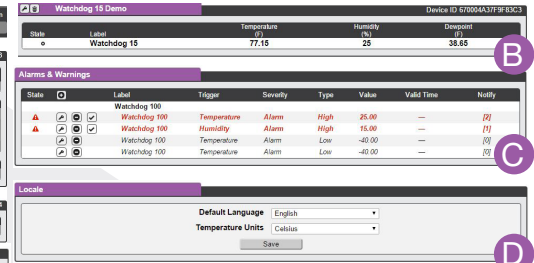 Watchdog 15 Demo Device ID 670004A37F9F83C3
State Label Temperature (F) Humidity (%) Dewpoint (F)
Watchdog 15 77.15 25 38.65
B
Alarms & Warnings
State Label Trigger Severity Type Value Valid Time Notify
Watchdog 100
Watchdog 100 Temperature Alarm High 25.00 — [2]
Watchdog 100 Humidity Alarm High 15.00 — [1]
Watchdog 100 Temperature Alarm Low -40.00 — [0]
Watchdog 100 Temperature Alarm Low -40.00 — [0]
C
Locale
Default Language English
Temperature Units Celsius
Save
D